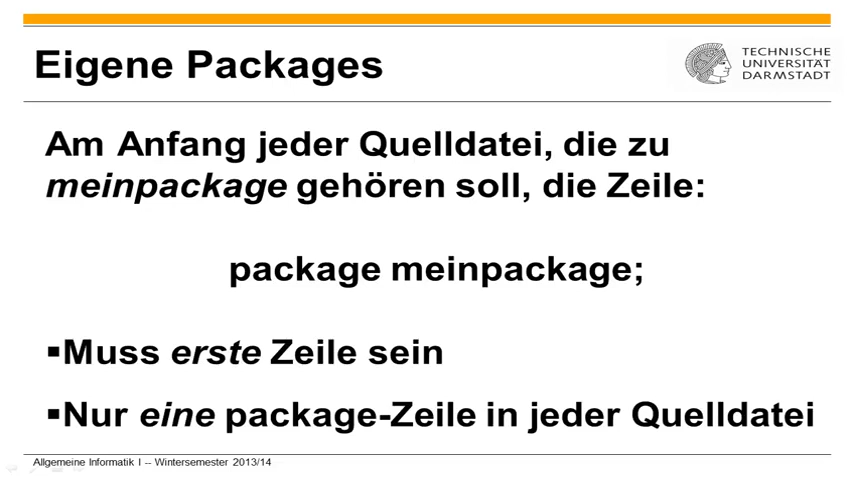 Eigene Packages
TECHNISCHE
UNIVERSITÄT
DARMSTADT
Am Anfang jeder Quelldatei, die zu
meinpackage gehören soll, die Zeile:
package meinpackage;
▪Muss erste Zeile sein
▪Nur eine package-Zeile in jeder Quelldatei
Allgemeine Informatik I -- Wintersemester 2013/14